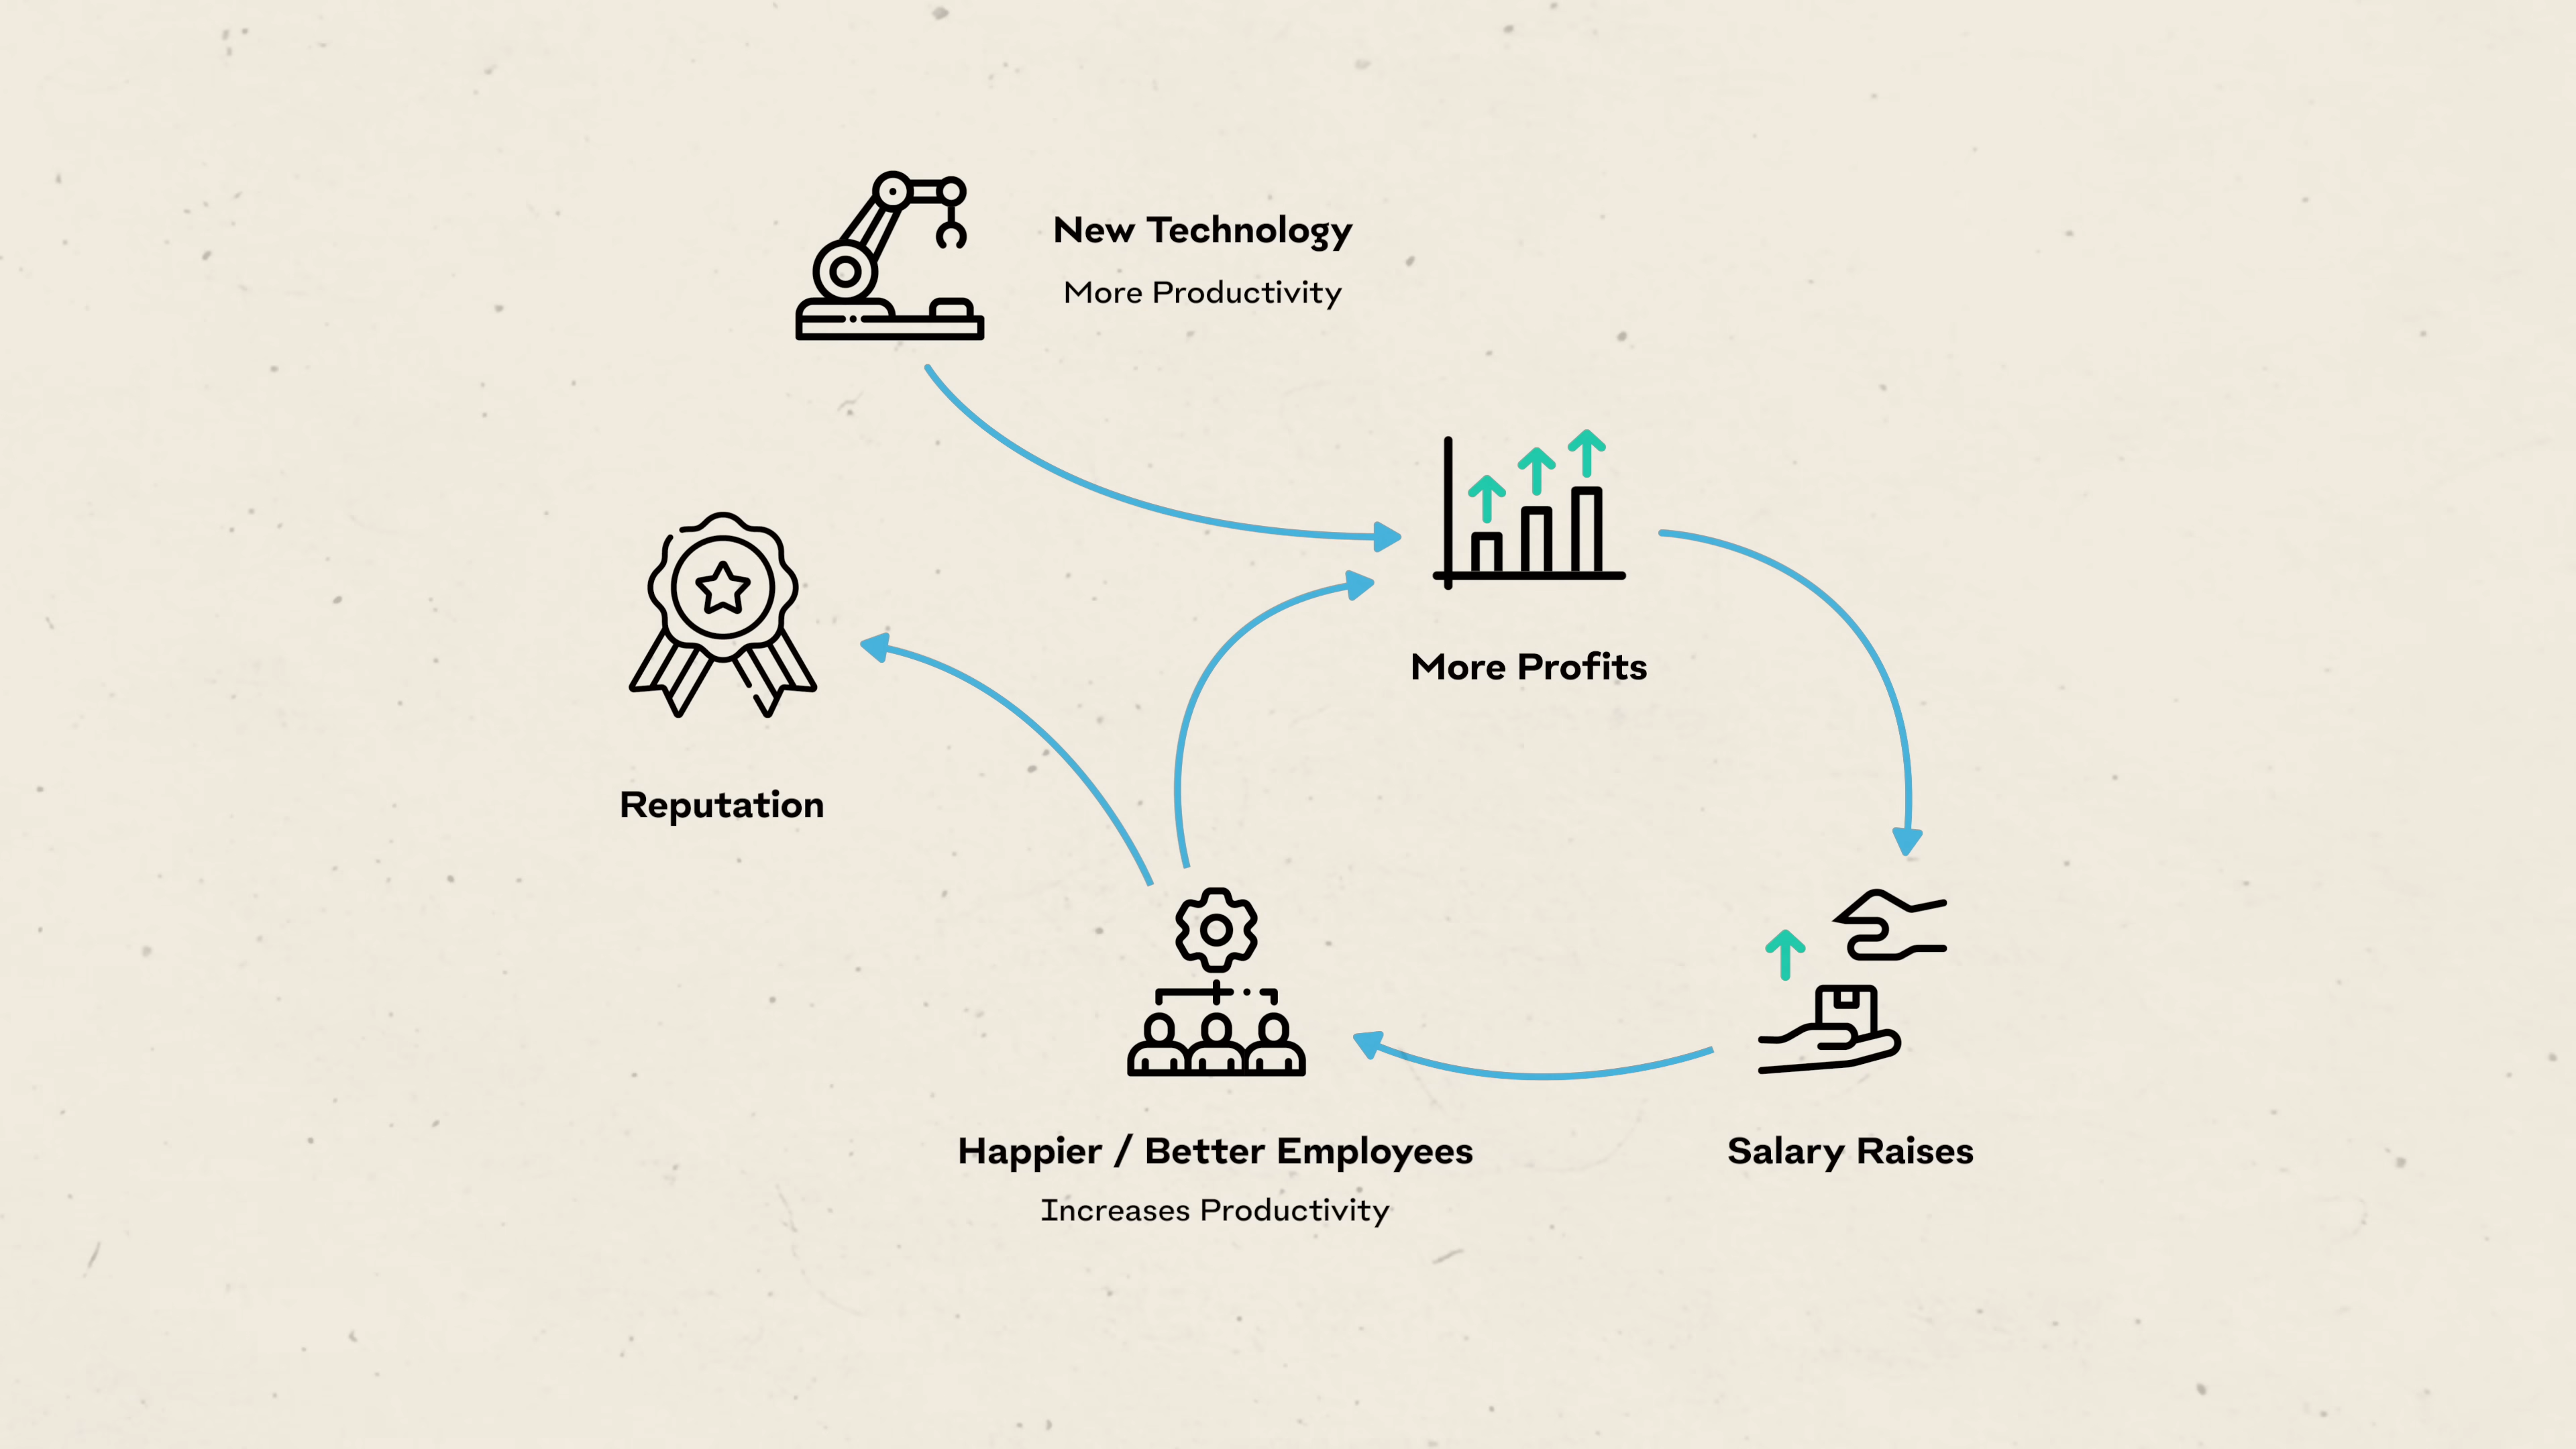 New Technology
More Productivity
More Profits
Reputation
Happier / Better Employees
Increases Productivity
Salary Raises